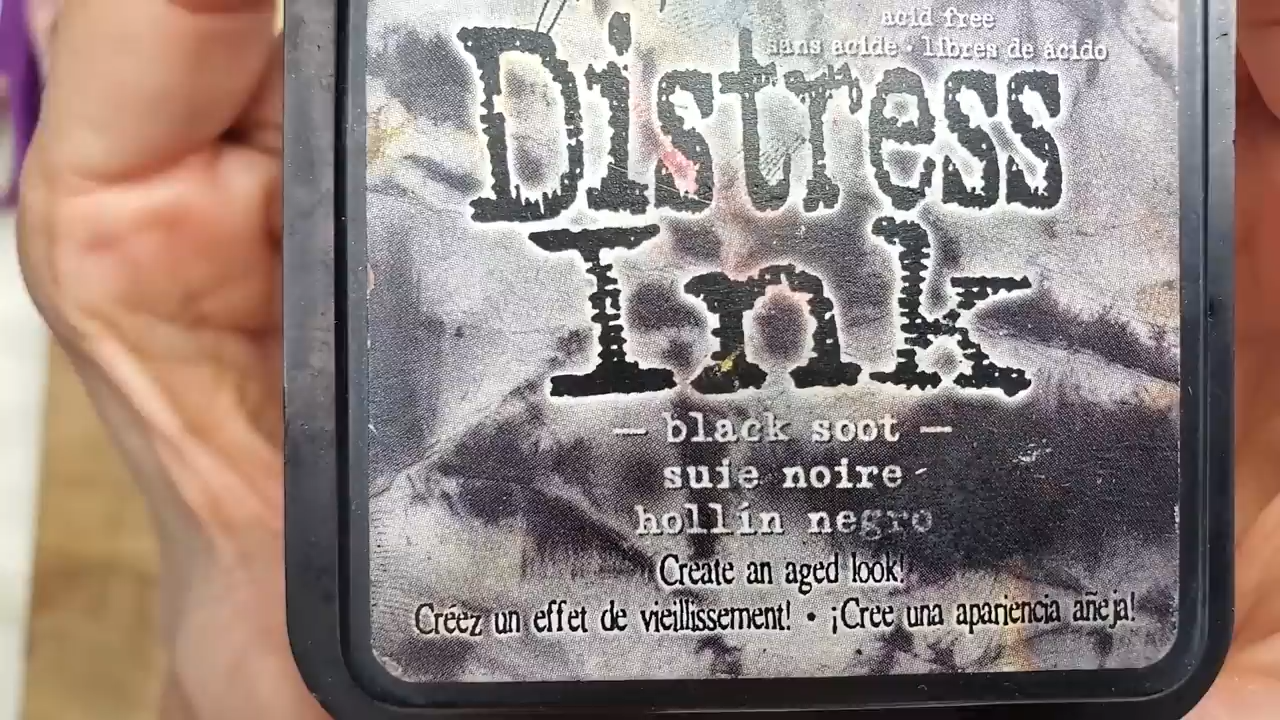 acid free
sans acide · libres de ácido
Distress
Ink
— black soot —
suie noire
hollín negro
Create an aged look!
Créez un effet de vieillissement! • ¡Cree una apariencia añeja!